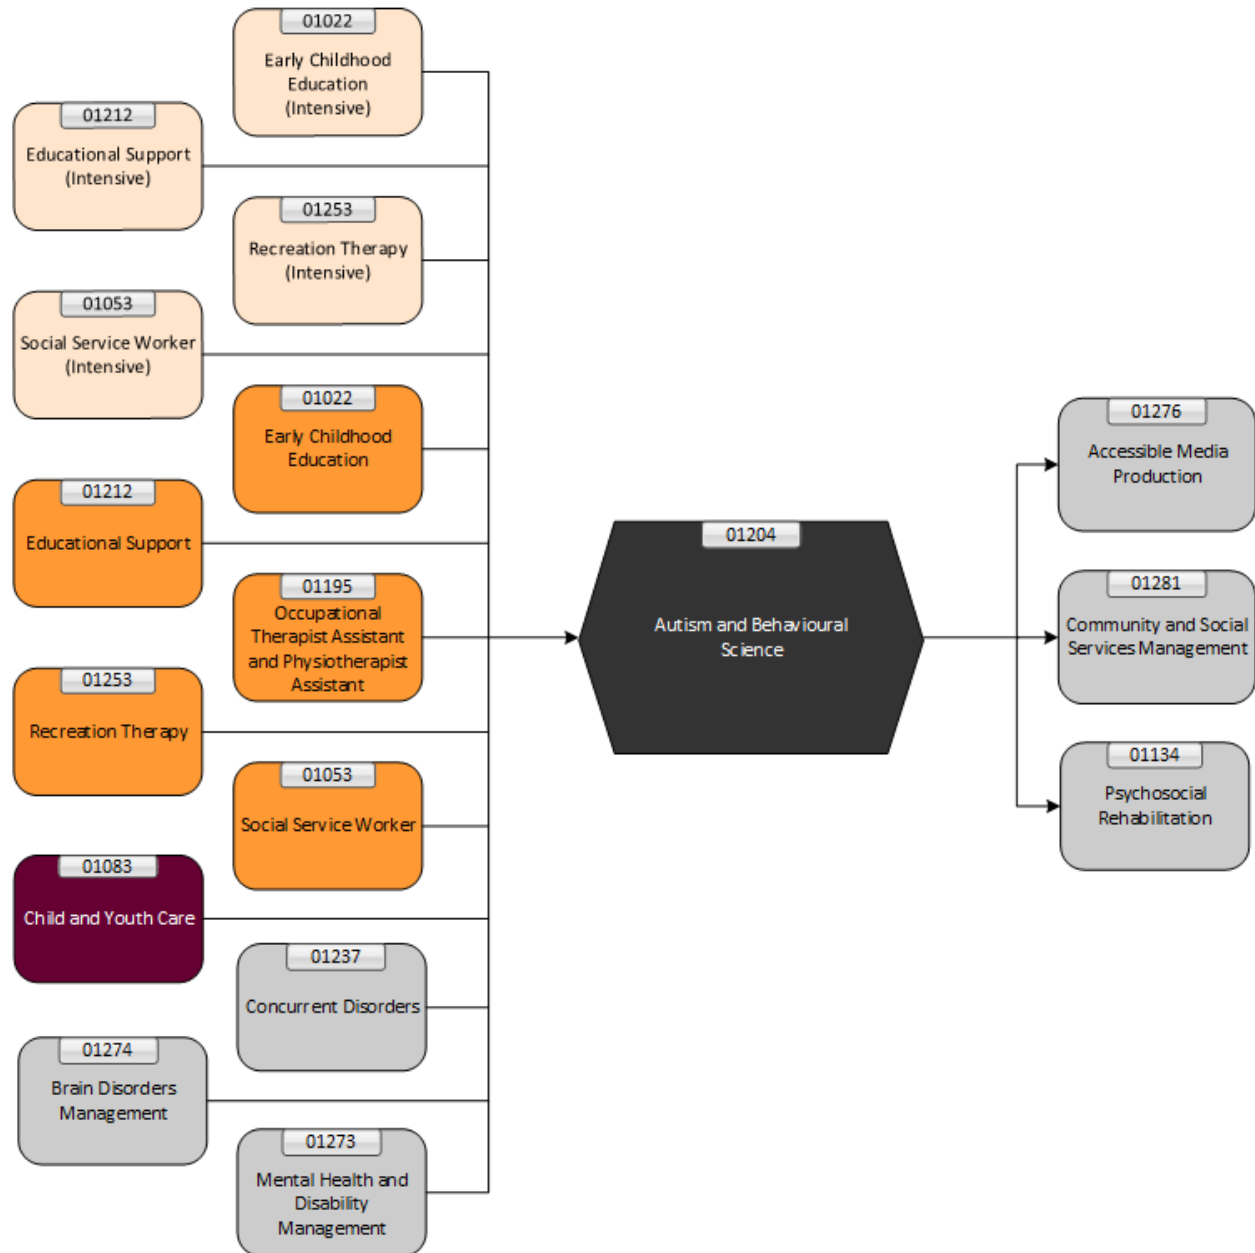 01022
Early Childhood
Education
(Intensive)
01212
Educational Support
(Intensive)
01253
Recreation Therapy
(Intensive)
01053
Social Service Worker
(Intensive)
01022
Early Childhood
Education
01212
Educational Support
01195
Occupational
Therapist Assistant
and Physiotherapist
Assistant
01253
Recreation Therapy
01053
Social Service Worker
01083
Child and Youth Care
01237
Concurrent Disorders
01274
Brain Disorders
Management
01273
Mental Health and
Disability
Management
01204
Autism and Behavioural
Science
01276
Accessible Media
Production
01281
Community and Social
Services Management
01134
Psychosocial
Rehabilitation